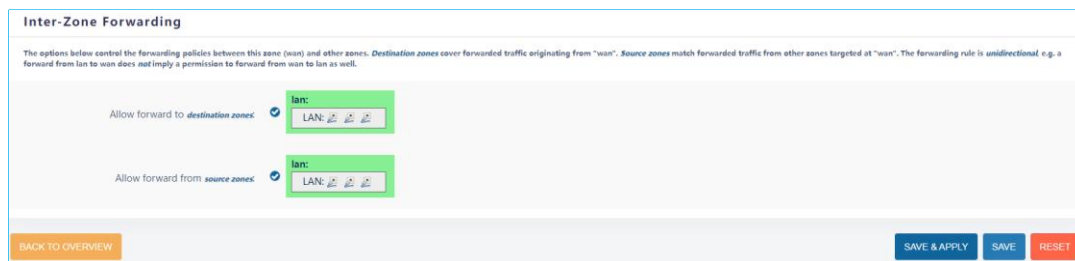 Inter-Zone Forwarding
The options below control the forwarding policies between this zone (wan) and other zones. Destination zones cover forwarded traffic originating from "wan". Source zones match forwarded traffic from other zones targeted at "wan". The forwarding rule is unidirectional, e.g. a
forward from lan to wan does not imply a permission to forward from wan to lan as well.
lan:
Allow forward to destination zones:
LAN:
lan:
Allow forward from source zones:
LAN:
BACK TO OVERVIEW SAVE & APPLY SAVE RESET